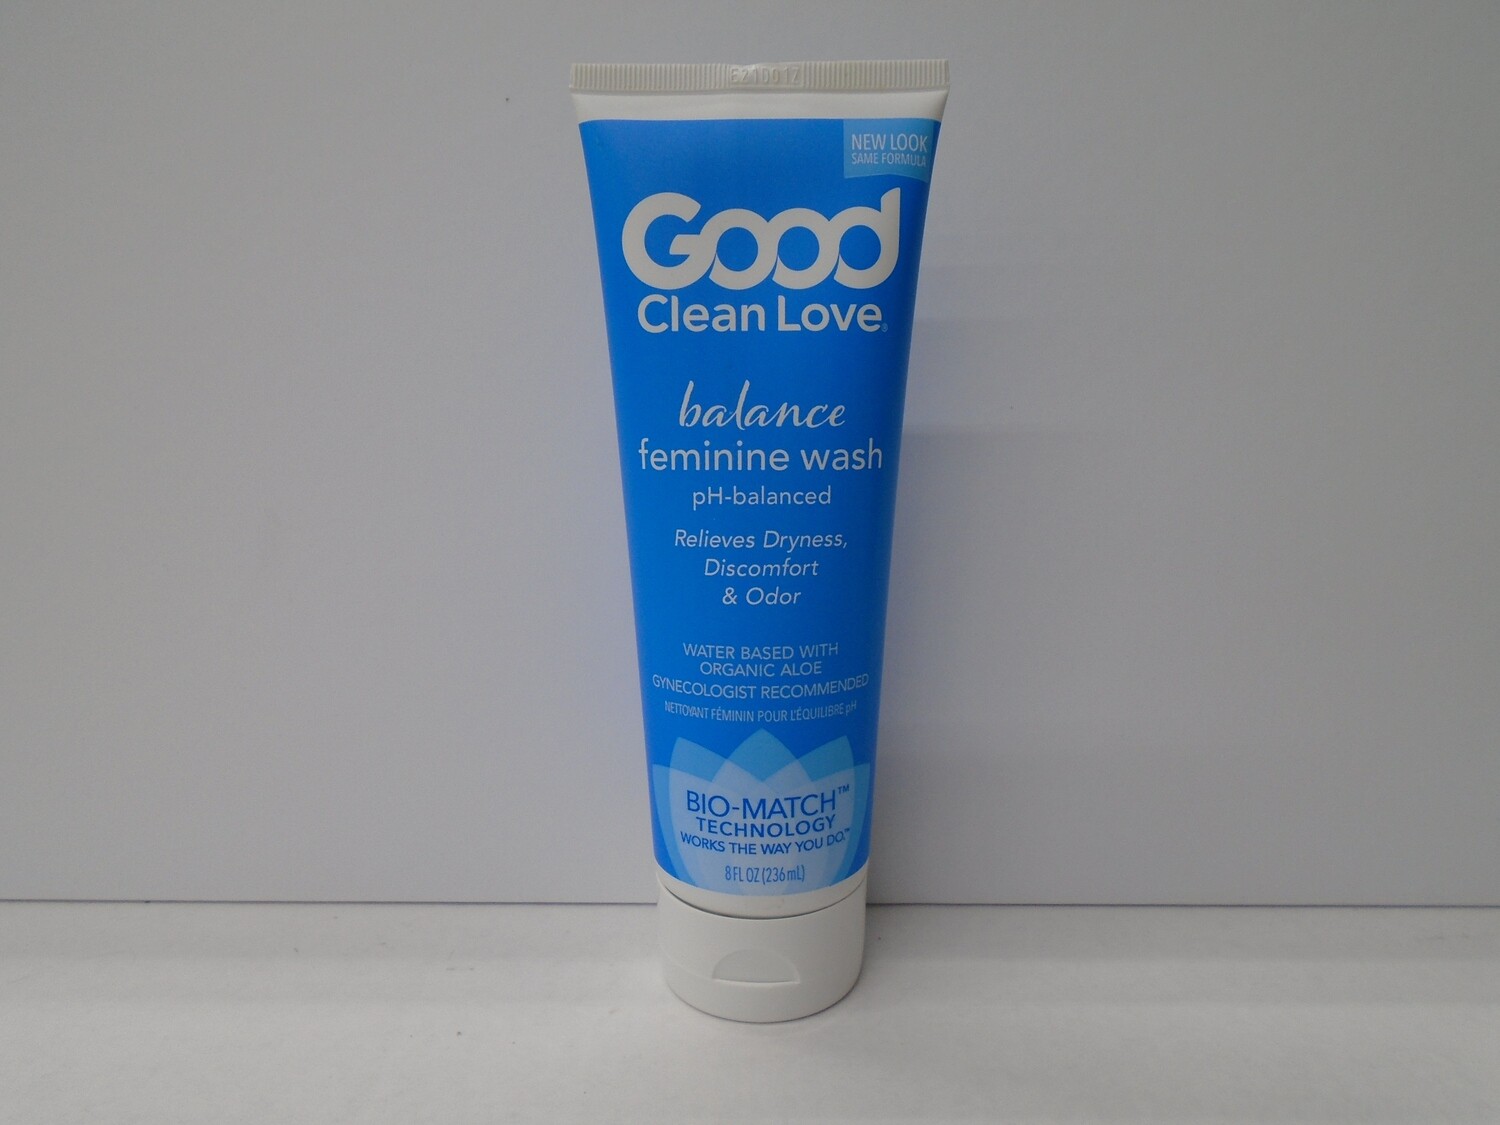 NEW LOOK
SAME FORMULA
Good
Clean Love®
balance
feminine wash
pH-balanced
Relieves Dryness,
Discomfort
& Odor
WATER BASED WITH
ORGANIC ALOE
GYNECOLOGIST RECOMMENDED
NETTOYANT FÉMININ POUR L'ÉQUILIBRE pH
BIO-MATCH™
TECHNOLOGY
WORKS THE WAY YOU DO.™
8 FL OZ (236 mL)